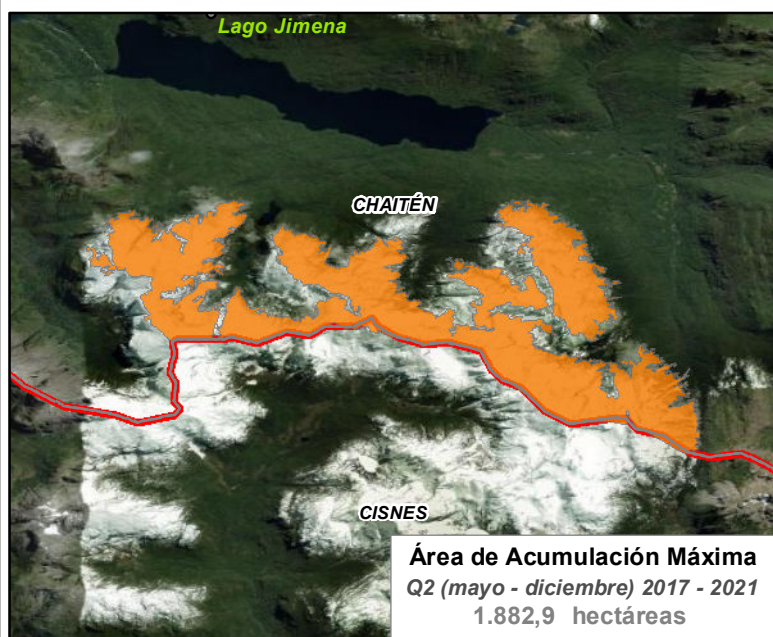 Lago Jimena
CHAITÉN
CISNES
Área de Acumulación Máxima
Q2 (mayo - diciembre) 2017 - 2021
1.882,9 hectáreas